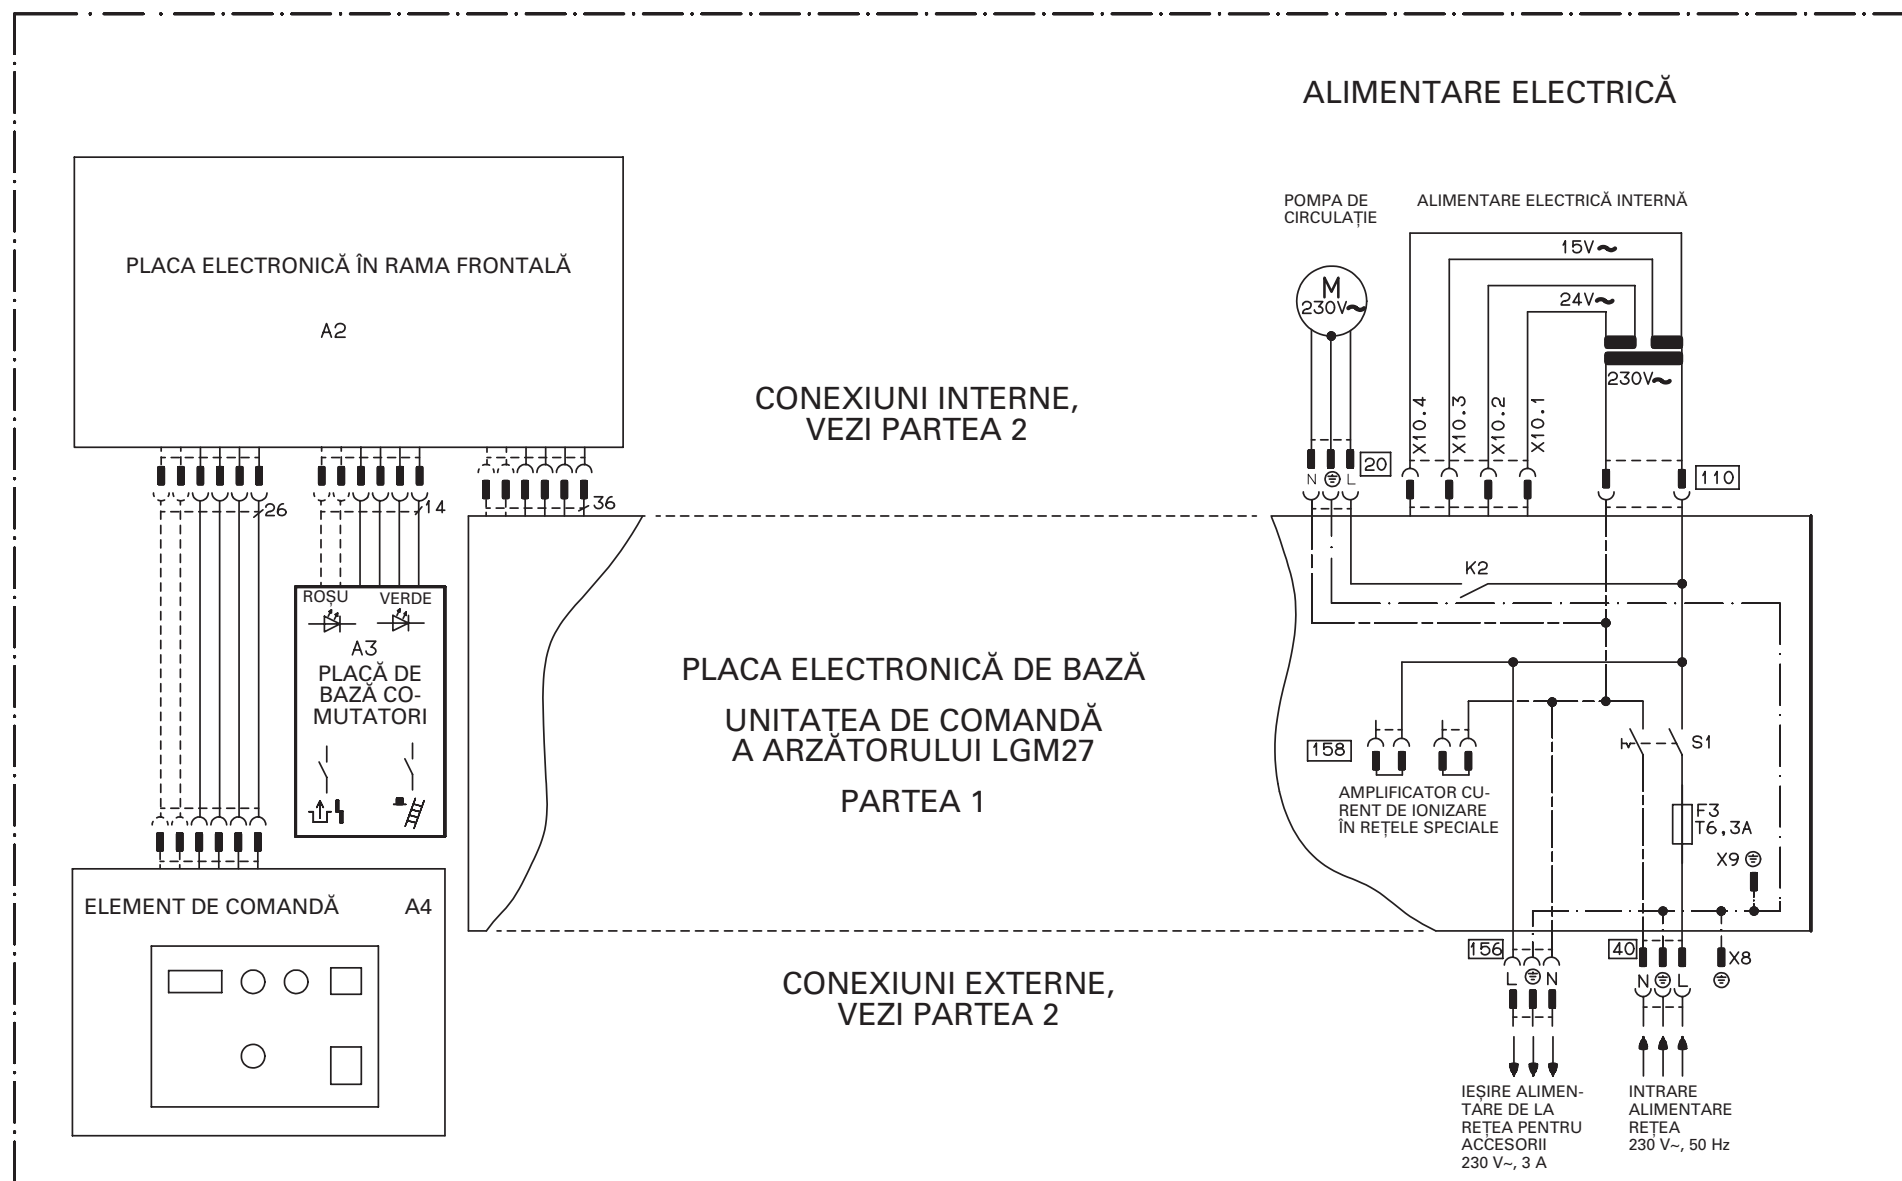 ALIMENTARE ELECTRICĂ
POMPA DE
CIRCULAȚIE
ALIMENTARE ELECTRICĂ INTERNĂ
15V~
M
230V~
24V~
230V~
PLACA ELECTRONICĂ ÎN RAMA FRONTALĂ
A2
CONEXIUNI INTERNE,
VEZI PARTEA 2
X10.4
X10.3
X10.2
X10.1
20
N
L
110
26
14
36
K2
ROȘU
VERDE
A3
PLACĂ DE
BAZĂ CO-
MUTATORI
PLACA ELECTRONICĂ DE BAZĂ
UNITATEA DE COMANDĂ
A ARZĂTORULUI LGM27
PARTEA 1
158
S1
AMPLIFICATOR CU-
RENT DE IONIZARE
ÎN REȚELE SPECIALE
F3
T6,3A
X9
ELEMENT DE COMANDĂ
A4
156
40
L
N
N
L
X8
CONEXIUNI EXTERNE,
VEZI PARTEA 2
IEȘIRE ALIMEN-
TARE DE LA
REȚEA PENTRU
ACCESORII
230 V~, 3 A
INTRARE
ALIMENTARE
REȚEA
230 V~, 50 Hz